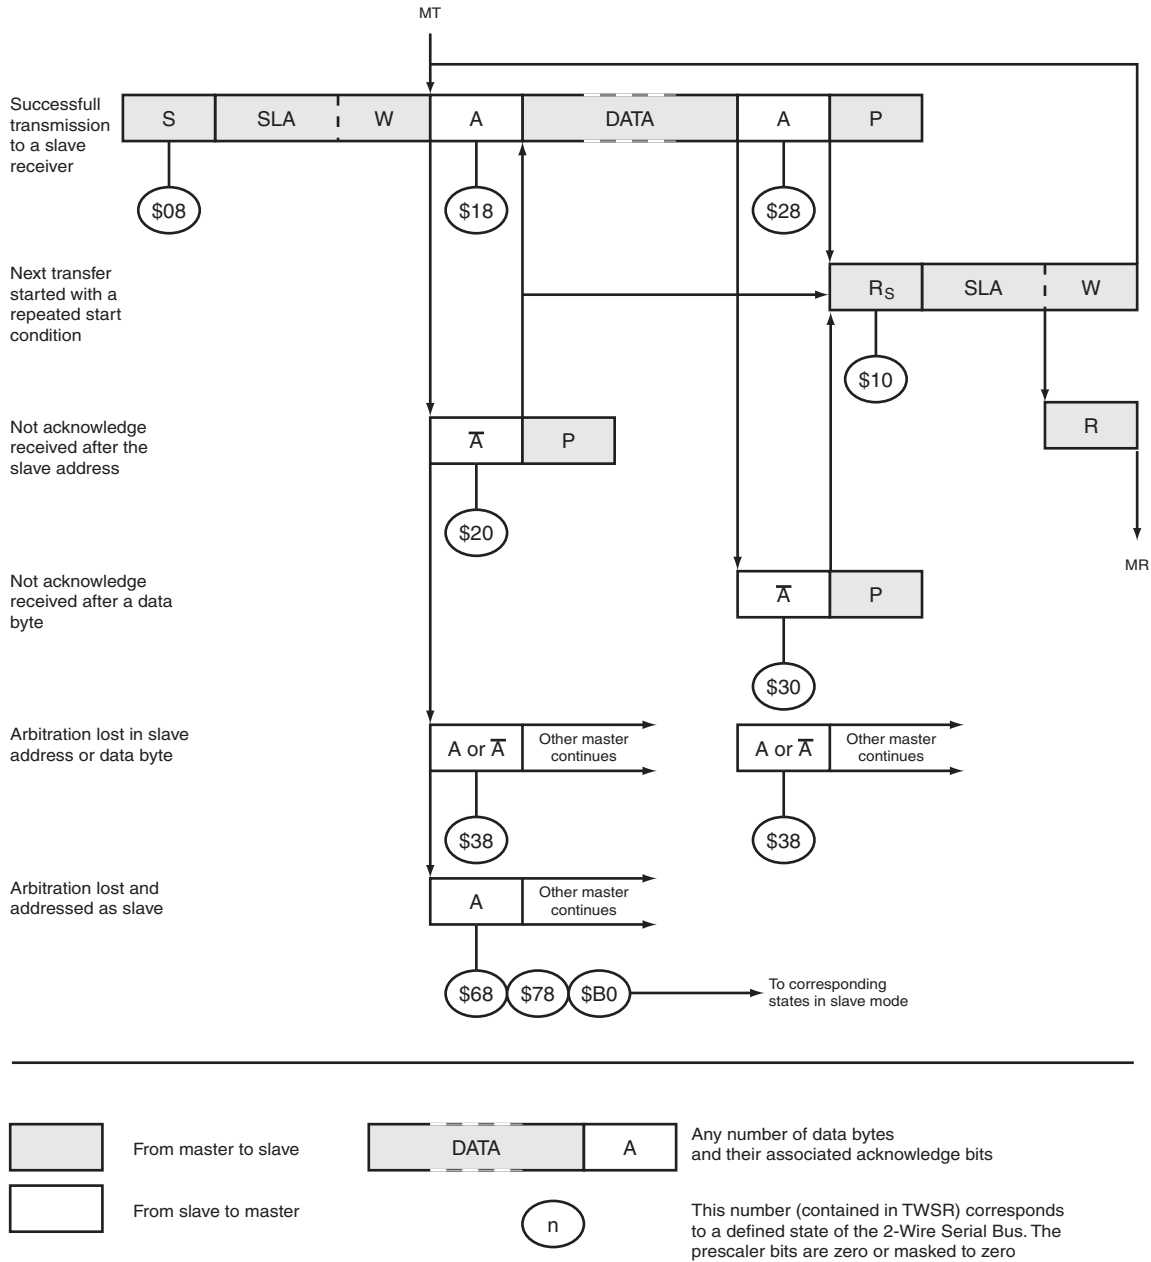 MT
Successfull
transmission
to a slave
receiver
S
SLA
W
A
DATA
A
P
$08
$18
$28
Next transfer
started with a
repeated start
condition
RS
SLA
W
$10
Not acknowledge
received after the
slave address
A̅
P
R
$20
MR
Not acknowledge
received after a data
byte
A̅
P
$30
Arbitration lost in slave
address or data byte
A or A̅
Other master
continues
A or A̅
Other master
continues
$38
$38
Arbitration lost and
addressed as slave
A
Other master
continues
$68
$78
$B0
To corresponding
states in slave mode
From master to slave
DATA
A
Any number of data bytes
and their associated acknowledge bits
From slave to master
n
This number (contained in TWSR) corresponds
to a defined state of the 2-Wire Serial Bus. The
prescaler bits are zero or masked to zero